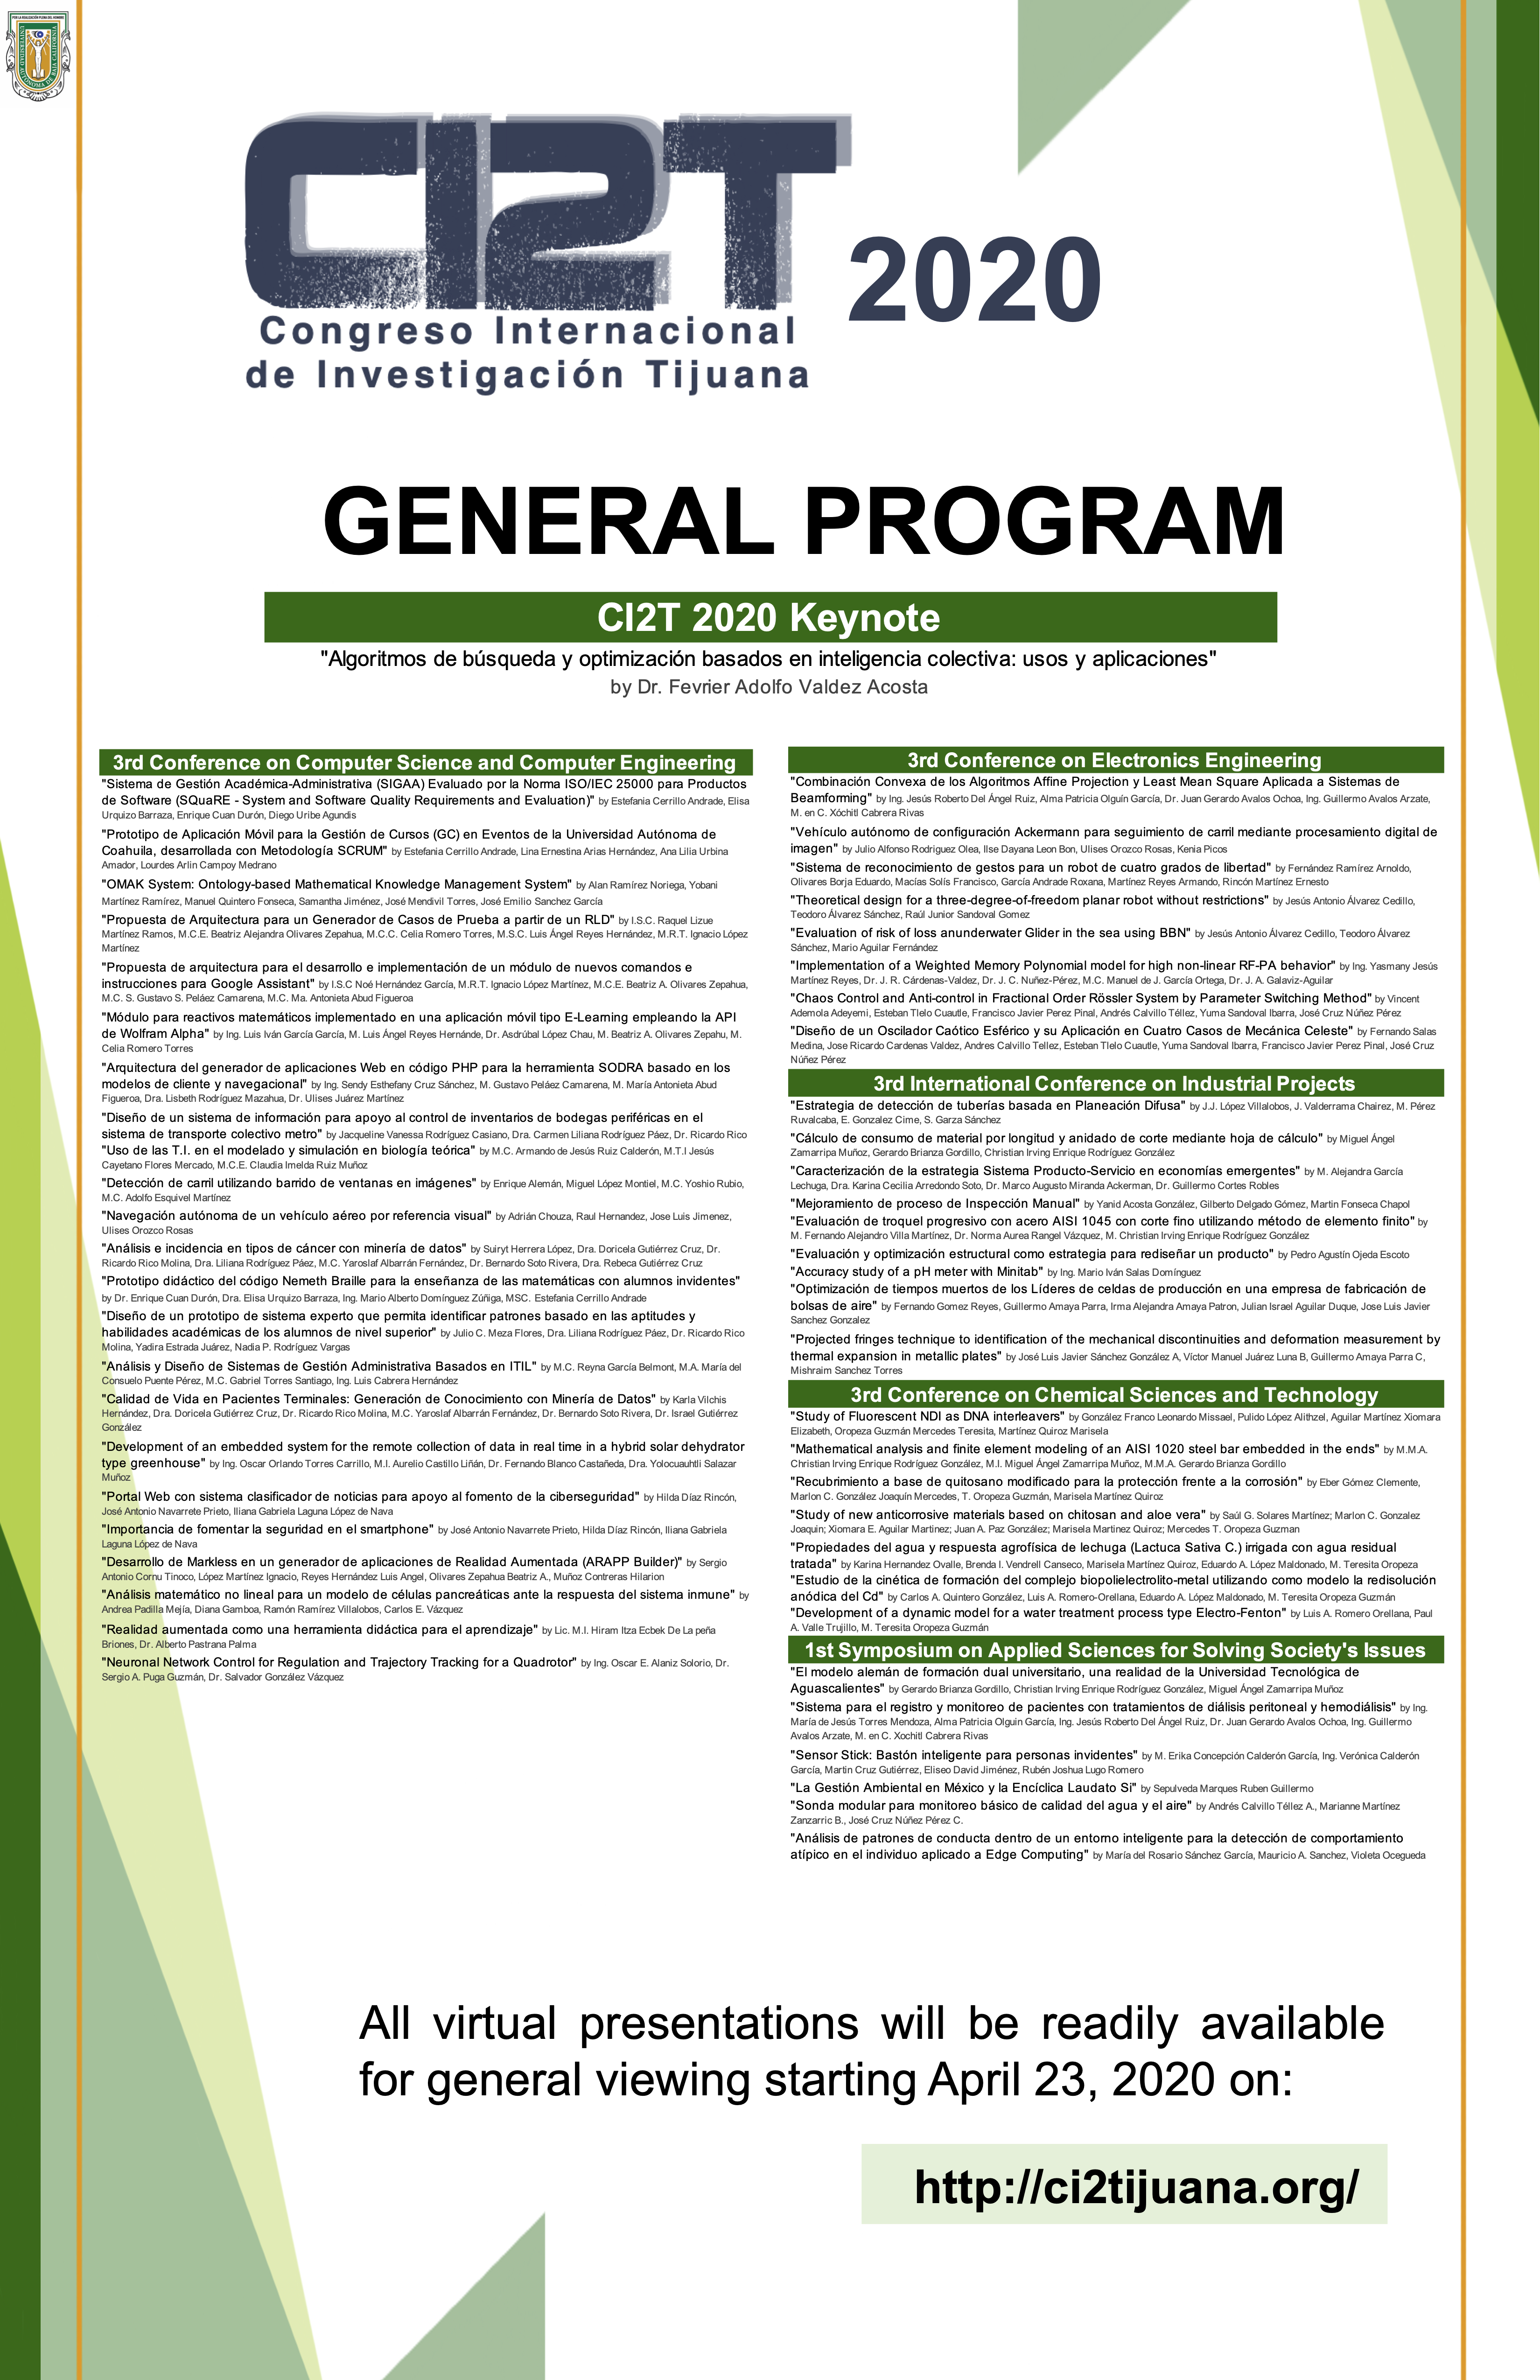 POR LA REALIZACIÓN PLENA DEL HOMBRE
UNIVERSIDAD AUTÓNOMA DE BAJA CALIFORNIA
CI2T
2020
Congreso Internacional
de Investigación Tijuana
GENERAL PROGRAM
CI2T 2020 Keynote
"Algoritmos de búsqueda y optimización basados en inteligencia colectiva: usos y aplicaciones"
by Dr. Fevrier Adolfo Valdez Acosta
3rd Conference on Computer Science and Computer Engineering
"Sistema de Gestión Académica-Administrativa (SIGAA) Evaluado por la Norma ISO/IEC 25000 para Productos
de Software (SQuaRE - System and Software Quality Requirements and Evaluation)" by Estefania Cerrillo Andrade, Elisa
Urquizo Barraza, Enrique Cuan Durón, Diego Uribe Agundis
"Prototipo de Aplicación Móvil para la Gestión de Cursos (GC) en Eventos de la Universidad Autónoma de
Coahuila, desarrollada con Metodología SCRUM" by Estefania Cerrillo Andrade, Lina Ernestina Arias Hernández, Ana Lilia Urbina
Amador, Lourdes Arlin Campoy Medrano
"OMAK System: Ontology-based Mathematical Knowledge Management System" by Alan Ramírez Noriega, Yobani
Martínez Ramírez, Manuel Quintero Fonseca, Samantha Jiménez, José Mendivil Torres, José Emilio Sanchez García
"Propuesta de Arquitectura para un Generador de Casos de Prueba a partir de un RLD" by I.S.C. Raquel Lizue
Martínez Ramos, M.C.E. Beatriz Alejandra Olivares Zepahua, M.C.C. Celia Romero Torres, M.S.C. Luis Ángel Reyes Hernández, M.R.T. Ignacio López
Martínez
"Propuesta de arquitectura para el desarrollo e implementación de un módulo de nuevos comandos e
instrucciones para Google Assistant" by I.S.C Noé Hernández García, M.R.T. Ignacio López Martínez, M.C.E. Beatriz A. Olivares Zepahua,
M.C. S. Gustavo S. Peláez Camarena, M.C. Ma. Antonieta Abud Figueroa
"Módulo para reactivos matemáticos implementado en una aplicación móvil tipo E-Learning empleando la API
de Wolfram Alpha" by Ing. Luis Iván García García, M. Luis Ángel Reyes Hernánde, Dr. Asdrúbal López Chau, M. Beatriz A. Olivares Zepahu, M.
Celia Romero Torres
"Arquitectura del generador de aplicaciones Web en código PHP para la herramienta SODRA basado en los
modelos de cliente y navegacional" by Ing. Sendy Esthefany Cruz Sánchez, M. Gustavo Peláez Camarena, M. María Antonieta Abud
Figueroa, Dra. Lisbeth Rodríguez Mazahua, Dr. Ulises Juárez Martínez
"Diseño de un sistema de información para apoyo al control de inventarios de bodegas periféricas en el
sistema de transporte colectivo metro" by Jacqueline Vanessa Rodríguez Casiano, Dra. Carmen Liliana Rodríguez Páez, Dr. Ricardo Rico
"Uso de las T.I. en el modelado y simulación en biología teórica" by M.C. Armando de Jesús Ruiz Calderón, M.T.I Jesús
Cayetano Flores Mercado, M.C.E. Claudia Imelda Ruiz Muñoz
"Detección de carril utilizando barrido de ventanas en imágenes" by Enrique Alemán, Miguel López Montiel, M.C. Yoshio Rubio,
M.C. Adolfo Esquivel Martínez
"Navegación autónoma de un vehículo aéreo por referencia visual" by Adrián Chouza, Raul Hernandez, Jose Luis Jimenez,
Ulises Orozco Rosas
"Análisis e incidencia en tipos de cáncer con minería de datos" by Suiryt Herrera López, Dra. Doricela Gutiérrez Cruz, Dr.
Ricardo Rico Molina, Dra. Liliana Rodríguez Páez, M.C. Yaroslaf Albarrán Fernández, Dr. Bernardo Soto Rivera, Dra. Rebeca Gutiérrez Cruz
"Prototipo didáctico del código Nemeth Braille para la enseñanza de las matemáticas con alumnos invidentes"
by Dr. Enrique Cuan Durón, Dra. Elisa Urquizo Barraza, Ing. Mario Alberto Domínguez Zúñiga, MSC. Estefania Cerrillo Andrade
"Diseño de un prototipo de sistema experto que permita identificar patrones basado en las aptitudes y
habilidades académicas de los alumnos de nivel superior" by Julio C. Meza Flores, Dra. Liliana Rodríguez Páez, Dr. Ricardo Rico
Molina, Yadira Estrada Juárez, Nadia P. Rodríguez Vargas
"Análisis y Diseño de Sistemas de Gestión Administrativa Basados en ITIL" by M.C. Reyna García Belmont, M.A. María del
Consuelo Puente Pérez, M.C. Gabriel Torres Santiago, Ing. Luis Cabrera Hernández
"Calidad de Vida en Pacientes Terminales: Generación de Conocimiento con Minería de Datos" by Karla Vilchis
Hernández, Dra. Doricela Gutiérrez Cruz, Dr. Ricardo Rico Molina, M.C. Yaroslaf Albarrán Fernández, Dr. Bernardo Soto Rivera, Dr. Israel Gutiérrez
González
"Development of an embedded system for the remote collection of data in real time in a hybrid solar dehydrator
type greenhouse" by Ing. Oscar Orlando Torres Carrillo, M.I. Aurelio Castillo Liñán, Dr. Fernando Blanco Castañeda, Dra. Yolocuauhtli Salazar
Muñoz
"Portal Web con sistema clasificador de noticias para apoyo al fomento de la ciberseguridad" by Hilda Díaz Rincón,
José Antonio Navarrete Prieto, Iliana Gabriela Laguna López de Nava
"Importancia de fomentar la seguridad en el smartphone" by José Antonio Navarrete Prieto, Hilda Díaz Rincón, Iliana Gabriela
Laguna López de Nava
"Desarrollo de Markless en un generador de aplicaciones de Realidad Aumentada (ARAPP Builder)" by Sergio
Antonio Cornu Tinoco, López Martínez Ignacio, Reyes Hernández Luis Angel, Olivares Zepahua Beatriz A., Muñoz Contreras Hilarion
"Análisis matemático no lineal para un modelo de células pancreáticas ante la respuesta del sistema inmune" by
Andrea Padilla Mejía, Diana Gamboa, Ramón Ramírez Villalobos, Carlos E. Vázquez
"Realidad aumentada como una herramienta didáctica para el aprendizaje" by Lic. M.I. Hiram Itza Ecbek De La peña
Briones, Dr. Alberto Pastrana Palma
"Neuronal Network Control for Regulation and Trajectory Tracking for a Quadrotor" by Ing. Oscar E. Alaniz Solorio, Dr.
Sergio A. Puga Guzmán, Dr. Salvador González Vázquez
3rd Conference on Electronics Engineering
"Combinación Convexa de los Algoritmos Affine Projection y Least Mean Square Aplicada a Sistemas de
Beamforming" by Ing. Jesús Roberto Del Ángel Ruiz, Alma Patricia Olguín García, Dr. Juan Gerardo Avalos Ochoa, Ing. Guillermo Avalos Arzate,
M. en C. Xóchitl Cabrera Rivas
"Vehículo autónomo de configuración Ackermann para seguimiento de carril mediante procesamiento digital de
imagen" by Julio Alfonso Rodriguez Olea, Ilse Dayana Leon Bon, Ulises Orozco Rosas, Kenia Picos
"Sistema de reconocimiento de gestos para un robot de cuatro grados de libertad" by Fernández Ramírez Arnoldo,
Olivares Borja Eduardo, Macías Solís Francisco, García Andrade Roxana, Martínez Reyes Armando, Rincón Martínez Ernesto
"Theoretical design for a three-degree-of-freedom planar robot without restrictions" by Jesús Antonio Álvarez Cedillo,
Teodoro Álvarez Sánchez, Raúl Junior Sandoval Gomez
"Evaluation of risk of loss anunderwater Glider in the sea using BBN" by Jesús Antonio Álvarez Cedillo, Teodoro Álvarez
Sánchez, Mario Aguilar Fernández
"Implementation of a Weighted Memory Polynomial model for high non-linear RF-PA behavior" by Ing. Yasmany Jesús
Martínez Reyes, Dr. J. R. Cárdenas-Valdez, Dr. J. C. Nuñez-Pérez, M.C. Manuel de J. García Ortega, Dr. J. A. Galaviz-Aguilar
"Chaos Control and Anti-control in Fractional Order Rössler System by Parameter Switching Method" by Vincent
Ademola Adeyemi, Esteban Tlelo Cuautle, Francisco Javier Perez Pinal, Andrés Calvillo Téllez, Yuma Sandoval Ibarra, José Cruz Núñez Pérez
"Diseño de un Oscilador Caótico Esférico y su Aplicación en Cuatro Casos de Mecánica Celeste" by Fernando Salas
Medina, Jose Ricardo Cardenas Valdez, Andres Calvillo Tellez, Esteban Tlelo Cuautle, Yuma Sandoval Ibarra, Francisco Javier Perez Pinal, José Cruz
Núñez Pérez
3rd International Conference on Industrial Projects
"Estrategia de detección de tuberías basada en Planeación Difusa" by J.J. López Villalobos, J. Valderrama Chairez, M. Pérez
Ruvalcaba, E. Gonzalez Cime, S. Garza Sánchez
"Cálculo de consumo de material por longitud y anidado de corte mediante hoja de cálculo" by Miguel Ángel
Zamarripa Muñoz, Gerardo Brianza Gordillo, Christian Irving Enrique Rodríguez González
"Caracterización de la estrategia Sistema Producto-Servicio en economías emergentes" by M. Alejandra García
Lechuga, Dra. Karina Cecilia Arredondo Soto, Dr. Marco Augusto Miranda Ackerman, Dr. Guillermo Cortes Robles
"Mejoramiento de proceso de Inspección Manual" by Yanid Acosta González, Gilberto Delgado Gómez, Martin Fonseca Chapol
"Evaluación de troquel progresivo con acero AISI 1045 con corte fino utilizando método de elemento finito" by
M. Fernando Alejandro Villa Martínez, Dr. Norma Aurea Rangel Vázquez, M. Christian Irving Enrique Rodríguez González
"Evaluación y optimización estructural como estrategia para rediseñar un producto" by Pedro Agustín Ojeda Escoto
"Accuracy study of a pH meter with Minitab" by Ing. Mario Iván Salas Domínguez
"Optimización de tiempos muertos de los Líderes de celdas de producción en una empresa de fabricación de
bolsas de aire" by Fernando Gomez Reyes, Guillermo Amaya Parra, Irma Alejandra Amaya Patron, Julian Israel Aguilar Duque, Jose Luis Javier
Sanchez Gonzalez
"Projected fringes technique to identification of the mechanical discontinuities and deformation measurement by
thermal expansion in metallic plates" by José Luis Javier Sánchez González A, Víctor Manuel Juárez Luna B, Guillermo Amaya Parra C,
Mishraim Sanchez Torres
3rd Conference on Chemical Sciences and Technology
"Study of Fluorescent NDI as DNA interleavers" by González Franco Leonardo Missael, Pulido López Alithzel, Aguilar Martínez Xiomara
Elizabeth, Oropeza Guzmán Mercedes Teresita, Martínez Quiroz Marisela
"Mathematical analysis and finite element modeling of an AISI 1020 steel bar embedded in the ends" by M.M.A.
Christian Irving Enrique Rodríguez González, M.I. Miguel Ángel Zamarripa Muñoz, M.M.A. Gerardo Brianza Gordillo
"Recubrimiento a base de quitosano modificado para la protección frente a la corrosión" by Eber Gómez Clemente,
Marlon C. González Joaquín Mercedes, T. Oropeza Guzmán, Marisela Martínez Quiroz
"Study of new anticorrosive materials based on chitosan and aloe vera" by Saúl G. Solares Martínez; Marlon C. Gonzalez
Joaquin; Xiomara E. Aguilar Martinez; Juan A. Paz González; Marisela Martinez Quiroz; Mercedes T. Oropeza Guzman
"Propiedades del agua y respuesta agrofísica de lechuga (Lactuca Sativa C.) irrigada con agua residual
tratada" by Karina Hernandez Ovalle, Brenda I. Vendrell Canseco, Marisela Martínez Quiroz, Eduardo A. López Maldonado, M. Teresita Oropeza
"Estudio de la cinética de formación del complejo biopolielectrolito-metal utilizando como modelo la redisolución
anódica del Cd" by Carlos A. Quintero González, Luis A. Romero-Orellana, Eduardo A. López Maldonado, M. Teresita Oropeza Guzmán
"Development of a dynamic model for a water treatment process type Electro-Fenton" by Luis A. Romero Orellana, Paul
A. Valle Trujillo, M. Teresita Oropeza Guzmán
1st Symposium on Applied Sciences for Solving Society's Issues
"El modelo alemán de formación dual universitario, una realidad de la Universidad Tecnológica de
Aguascalientes" by Gerardo Brianza Gordillo, Christian Irving Enrique Rodríguez González, Miguel Ángel Zamarripa Muñoz
"Sistema para el registro y monitoreo de pacientes con tratamientos de diálisis peritoneal y hemodiálisis" by Ing.
María de Jesús Torres Mendoza, Alma Patricia Olguin García, Ing. Jesús Roberto Del Ángel Ruiz, Dr. Juan Gerardo Avalos Ochoa, Ing. Guillermo
Avalos Arzate, M. en C. Xochitl Cabrera Rivas
"Sensor Stick: Bastón inteligente para personas invidentes" by M. Erika Concepción Calderón García, Ing. Verónica Calderón
García, Martin Cruz Gutiérrez, Eliseo David Jiménez, Rubén Joshua Lugo Romero
"La Gestión Ambiental en México y la Encíclica Laudato Si" by Sepulveda Marques Ruben Guillermo
"Sonda modular para monitoreo básico de calidad del agua y el aire" by Andrés Calvillo Téllez A., Marianne Martínez
Zanzarric B., José Cruz Núñez Pérez C.
"Análisis de patrones de conducta dentro de un entorno inteligente para la detección de comportamiento
atípico en el individuo aplicado a Edge Computing" by María del Rosario Sánchez García, Mauricio A. Sanchez, Violeta Ocegueda
All virtual presentations will be readily available
for general viewing starting April 23, 2020 on:
http://ci2tijuana.org/